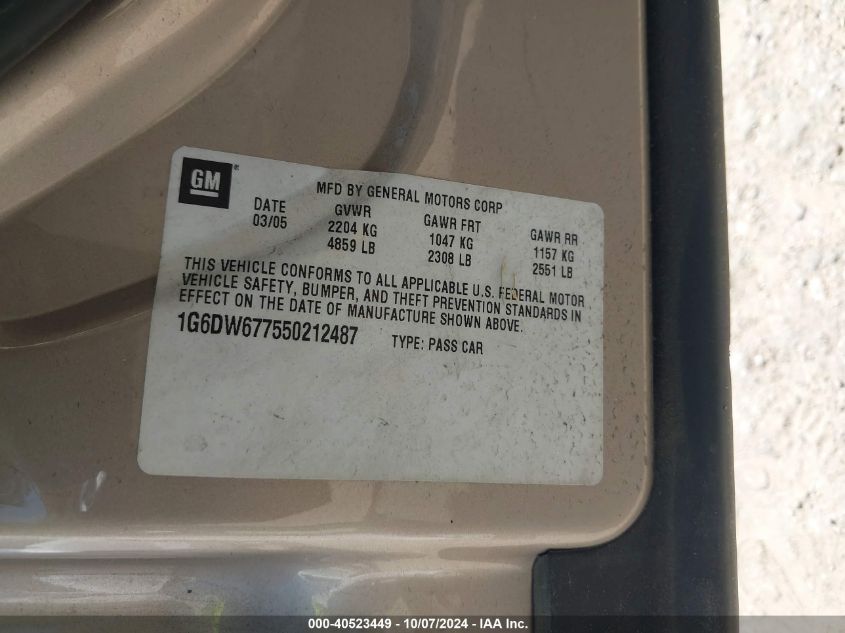 GM®
MFD BY GENERAL MOTORS CORP
DATE GVWR GAWR FRT GAWR RR
03/05 2204 KG 1047 KG 1157 KG
4859 LB 2308 LB 2551 LB
THIS VEHICLE CONFORMS TO ALL APPLICABLE U.S. FEDERAL MOTOR
VEHICLE SAFETY, BUMPER, AND THEFT PREVENTION STANDARDS IN
EFFECT ON THE DATE OF MANUFACTURE SHOWN ABOVE.
1G6DW677550212487 TYPE: PASS CAR
000-40523449 - 10/07/2024 - IAA Inc.